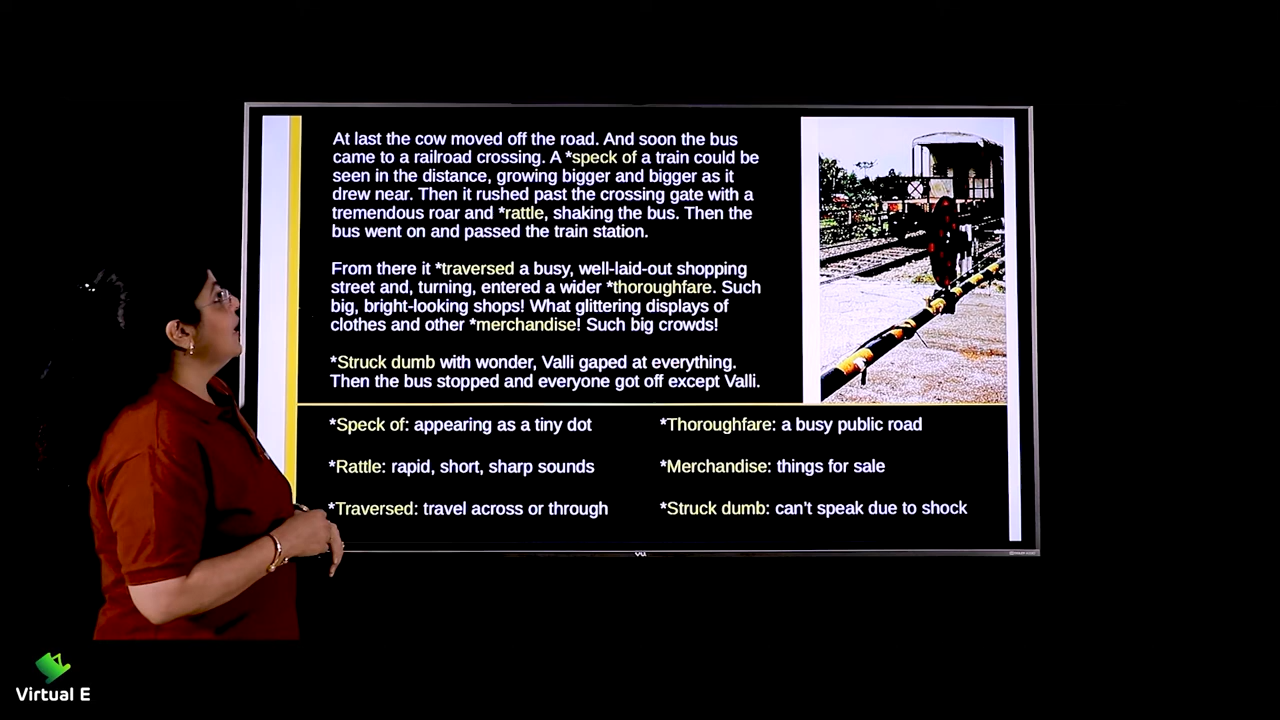 At last the cow moved off the road. And soon the bus
came to a railroad crossing. A *speck of a train could be
seen in the distance, growing bigger and bigger as it
drew near. Then it rushed past the crossing gate with a
tremendous roar and *rattle, shaking the bus. Then the
bus went on and passed the train station.
From there it *traversed a busy, well-laid-out shopping
street and, turning, entered a wider *thoroughfare. Such
big, bright-looking shops! What glittering displays of
clothes and other *merchandise! Such big crowds!
*Struck dumb with wonder, Valli gaped at everything.
Then the bus stopped and everyone got off except Valli.
*Speck of: appearing as a tiny dot
*Thoroughfare: a busy public road
*Rattle: rapid, short, sharp sounds
*Merchandise: things for sale
*Traversed: travel across or through
*Struck dumb: can't speak due to shock
Virtual E